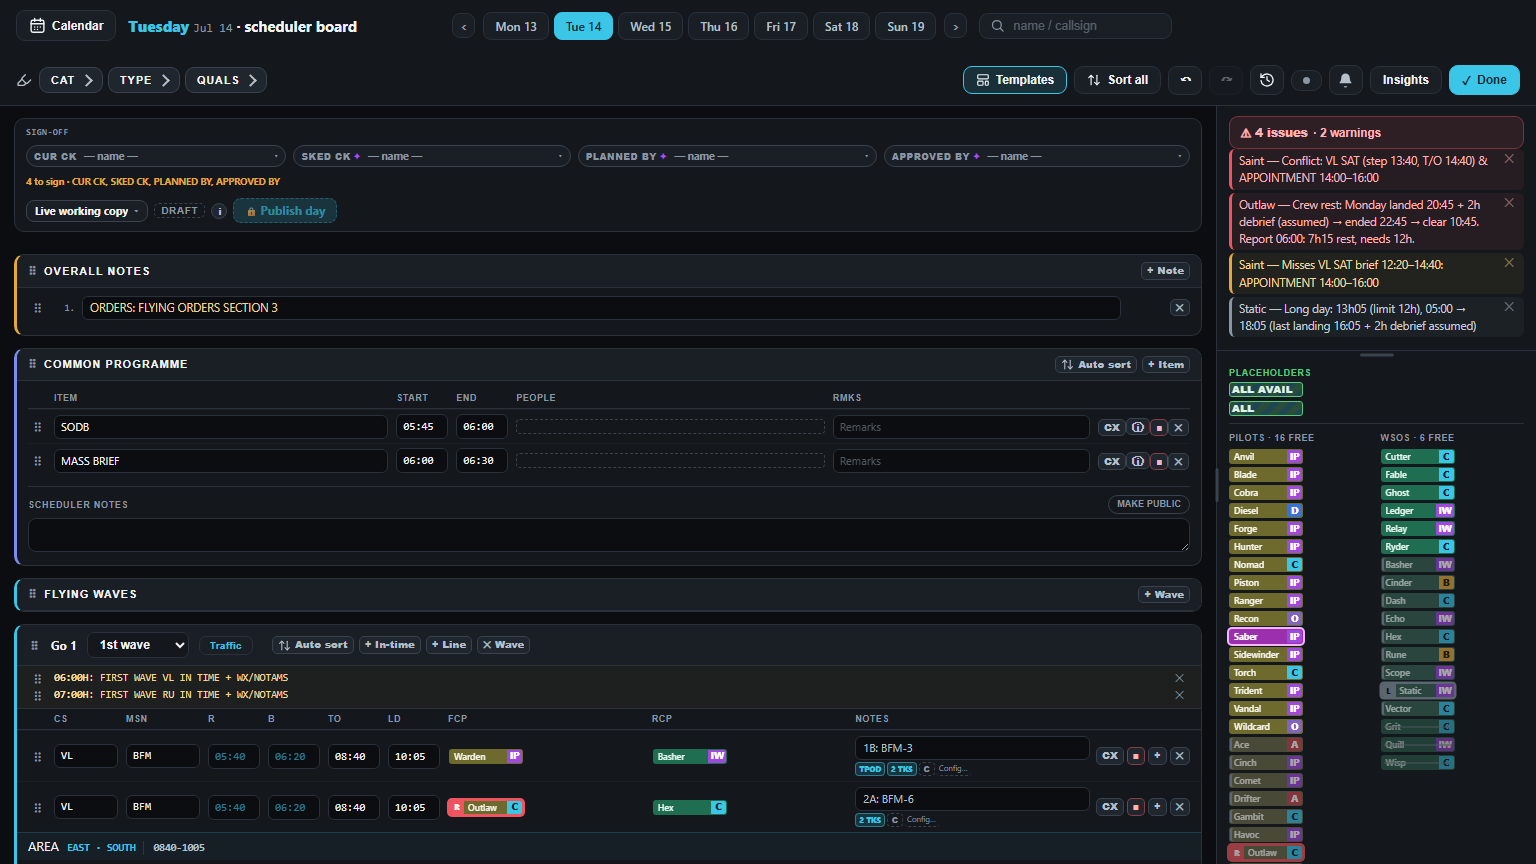 Calendar
Tuesday Jul 14 · scheduler board
Mon 13
Tue 14
Wed 15
Thu 16
Fri 17
Sat 18
Sun 19
name / callsign
CAT
TYPE
QUALS
Templates
Sort all
Insights
✓ Done
SIGN-OFF
CUR CK — name —
SKED CK ✦ — name —
PLANNED BY ✦ — name —
APPROVED BY ✦ — name —
4 to sign · CUR CK, SKED CK, PLANNED BY, APPROVED BY
Live working copy
DRAFT
i
Publish day
OVERALL NOTES
+ Note
1. ORDERS: FLYING ORDERS SECTION 3
COMMON PROGRAMME
Auto sort
+ Item
ITEM START END PEOPLE RMKS
SODB 05:45 06:00 Remarks CX
MASS BRIEF 06:00 06:30 Remarks CX
SCHEDULER NOTES
MAKE PUBLIC
FLYING WAVES
+ Wave
Go 1 1st wave Traffic Auto sort + In-time + Line ✕ Wave
06:00H: FIRST WAVE VL IN TIME + WX/NOTAMS
07:00H: FIRST WAVE RU IN TIME + WX/NOTAMS
CS MSN R B TO LD FCP RCP NOTES
VL BFM 05:40 06:20 08:40 10:05 Warden IP Basher IW 1B: BFM-3 CX
TPOD 2 TKS C Config...
VL BFM 05:40 06:20 08:40 10:05 R Outlaw C Hex C 2A: BFM-6 CX
2 TKS C Config...
AREA EAST · SOUTH 0840-1005
⚠ 4 issues · 2 warnings
Saint — Conflict: VL SAT (step 13:40, T/O 14:40) &
APPOINTMENT 14:00–16:00
Outlaw — Crew rest: Monday landed 20:45 + 2h
debrief (assumed) → ended 22:45 → clear 10:45.
Report 06:00: 7h15 rest, needs 12h.
Saint — Misses VL SAT brief 12:20–14:40:
APPOINTMENT 14:00–16:00
Static — Long day: 13h05 (limit 12h), 05:00 →
18:05 (last landing 16:05 + 2h debrief assumed)
PLACEHOLDERS
ALL AVAIL
ALL
PILOTS · 16 FREE
Anvil IP
Blade IP
Cobra IP
Diesel D
Forge IP
Hunter IP
Nomad C
Piston IP
Ranger IP
Recon O
Saber IP
Sidewinder IP
Torch C
Trident IP
Vandal IP
Wildcard O
Ace A
Cinch IP
Comet IP
Drifter A
Gambit C
Havoc IP
R Outlaw C
WSOS · 6 FREE
Cutter C
Fable C
Ghost C
Ledger IW
Relay IW
Ryder C
Basher IW
Cinder B
Dash C
Echo IW
Hex C
Rune B
Scope IW
L Static IW
Vector C
Grit C
Quill IW
Wisp C